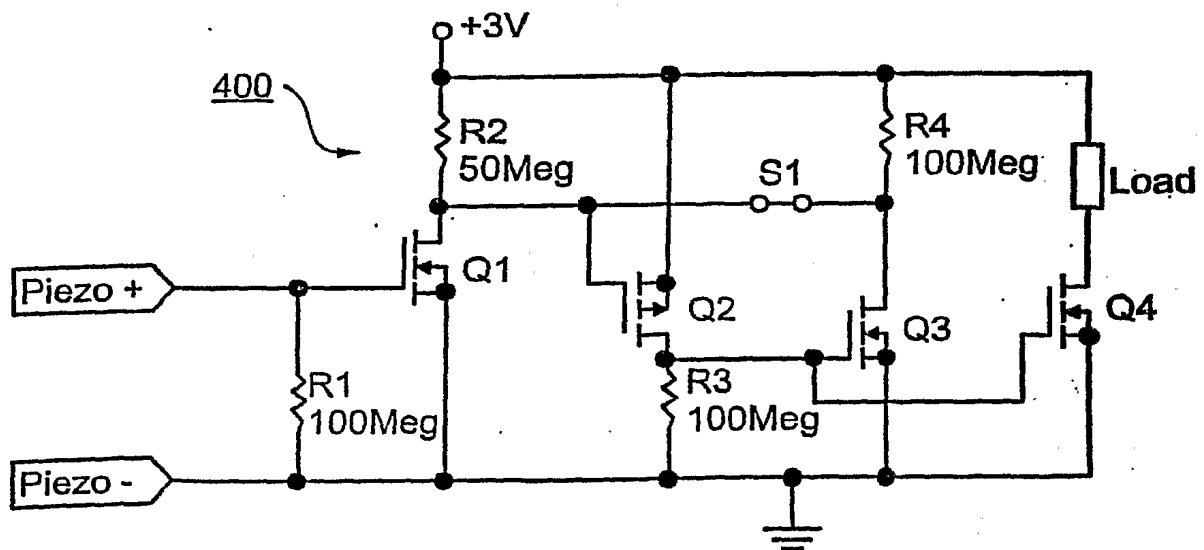 +3V
400
R2
50Meg
R4
100Meg
S1
Load
Piezo +
Q1
Q2
Q3
Q4
R1
100Meg
R3
100Meg
Piezo -